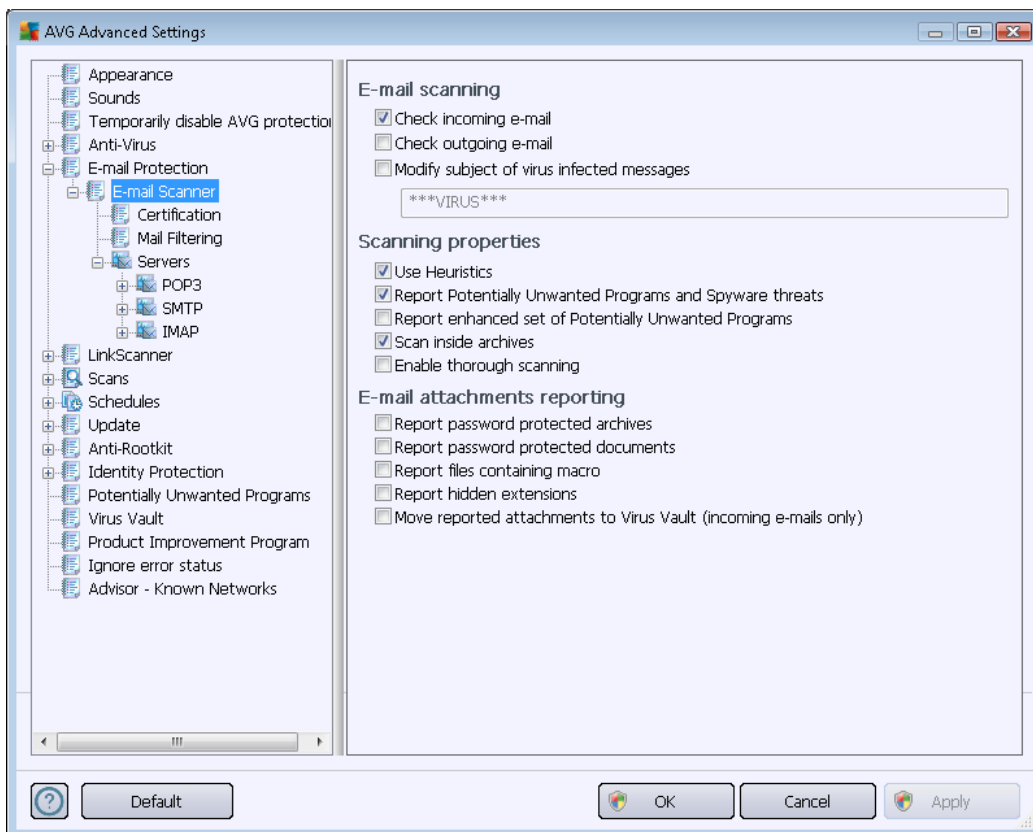 AVG Advanced Settings
Appearance
Sounds
Temporarily disable AVG protection
Anti-Virus
E-mail Protection
E-mail Scanner
Certification
Mail Filtering
Servers
POP3
SMTP
IMAP
LinkScanner
Scans
Schedules
Update
Anti-Rootkit
Identity Protection
Potentially Unwanted Programs
Virus Vault
Product Improvement Program
Ignore error status
Advisor - Known Networks
E-mail scanning
Check incoming e-mail
Check outgoing e-mail
Modify subject of virus infected messages
***VIRUS***
Scanning properties
Use Heuristics
Report Potentially Unwanted Programs and Spyware threats
Report enhanced set of Potentially Unwanted Programs
Scan inside archives
Enable thorough scanning
E-mail attachments reporting
Report password protected archives
Report password protected documents
Report files containing macro
Report hidden extensions
Move reported attachments to Virus Vault (incoming e-mails only)
Default
OK
Cancel
Apply